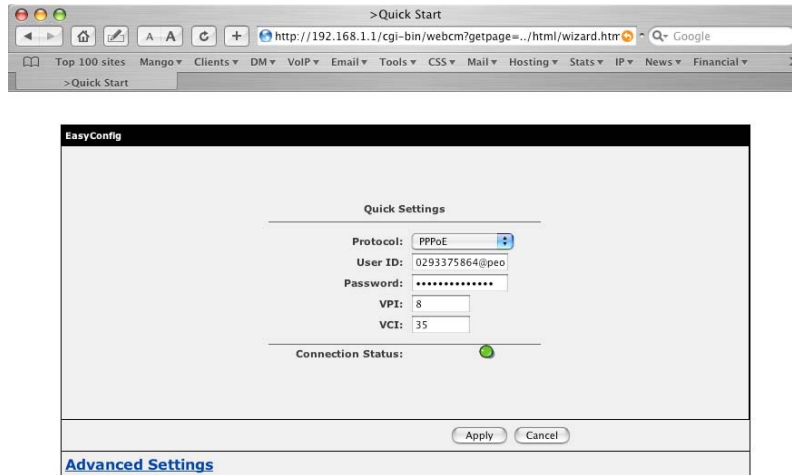 >Quick Start
A A
http://192.168.1.1/cgi-bin/webcm?getpage=../html/wizard.htm
Google
Top 100 sites Mango Clients DM VoIP Email Tools CSS Mail Hosting Stats IP News Financial
>Quick Start
EasyConfig
Quick Settings
Protocol: PPPoE
User ID: 0293375864@peo
Password: ••••••••••••••
VPI: 8
VCI: 35
Connection Status:
Apply Cancel
Advanced Settings